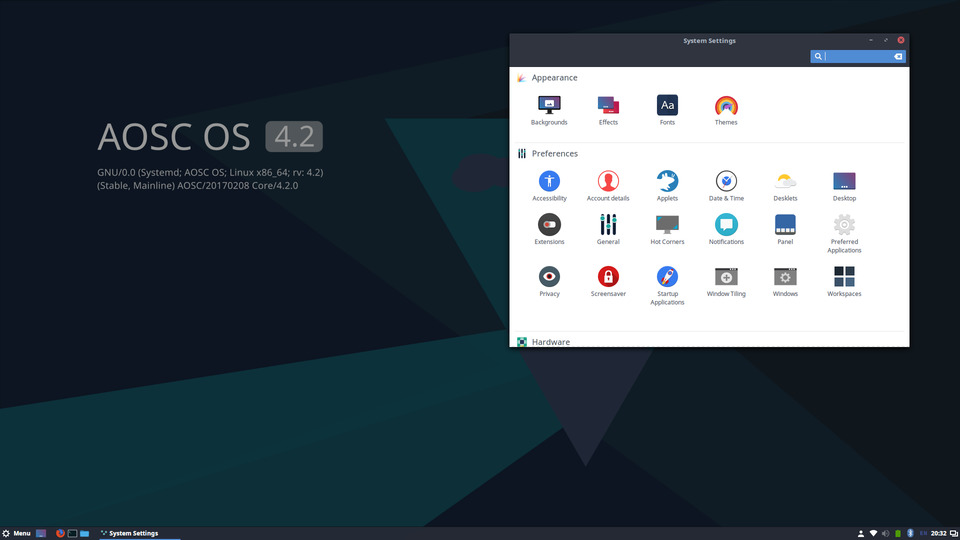 AOSC OS 4.2
GNU/0.0 (Systemd; AOSC OS; Linux x86_64; rv: 4.2)
(Stable, Mainline) AOSC/20170208 Core/4.2.0
System Settings
Appearance
Backgrounds
Effects
Aa
Fonts
Themes
Preferences
Accessibility
Account details
Applets
Date & Time
Desklets
Desktop
Extensions
General
Hot Corners
Notifications
Panel
Preferred
Applications
Privacy
Screensaver
Startup
Applications
Window Tiling
Windows
Workspaces
Hardware
Menu
System Settings
20:32